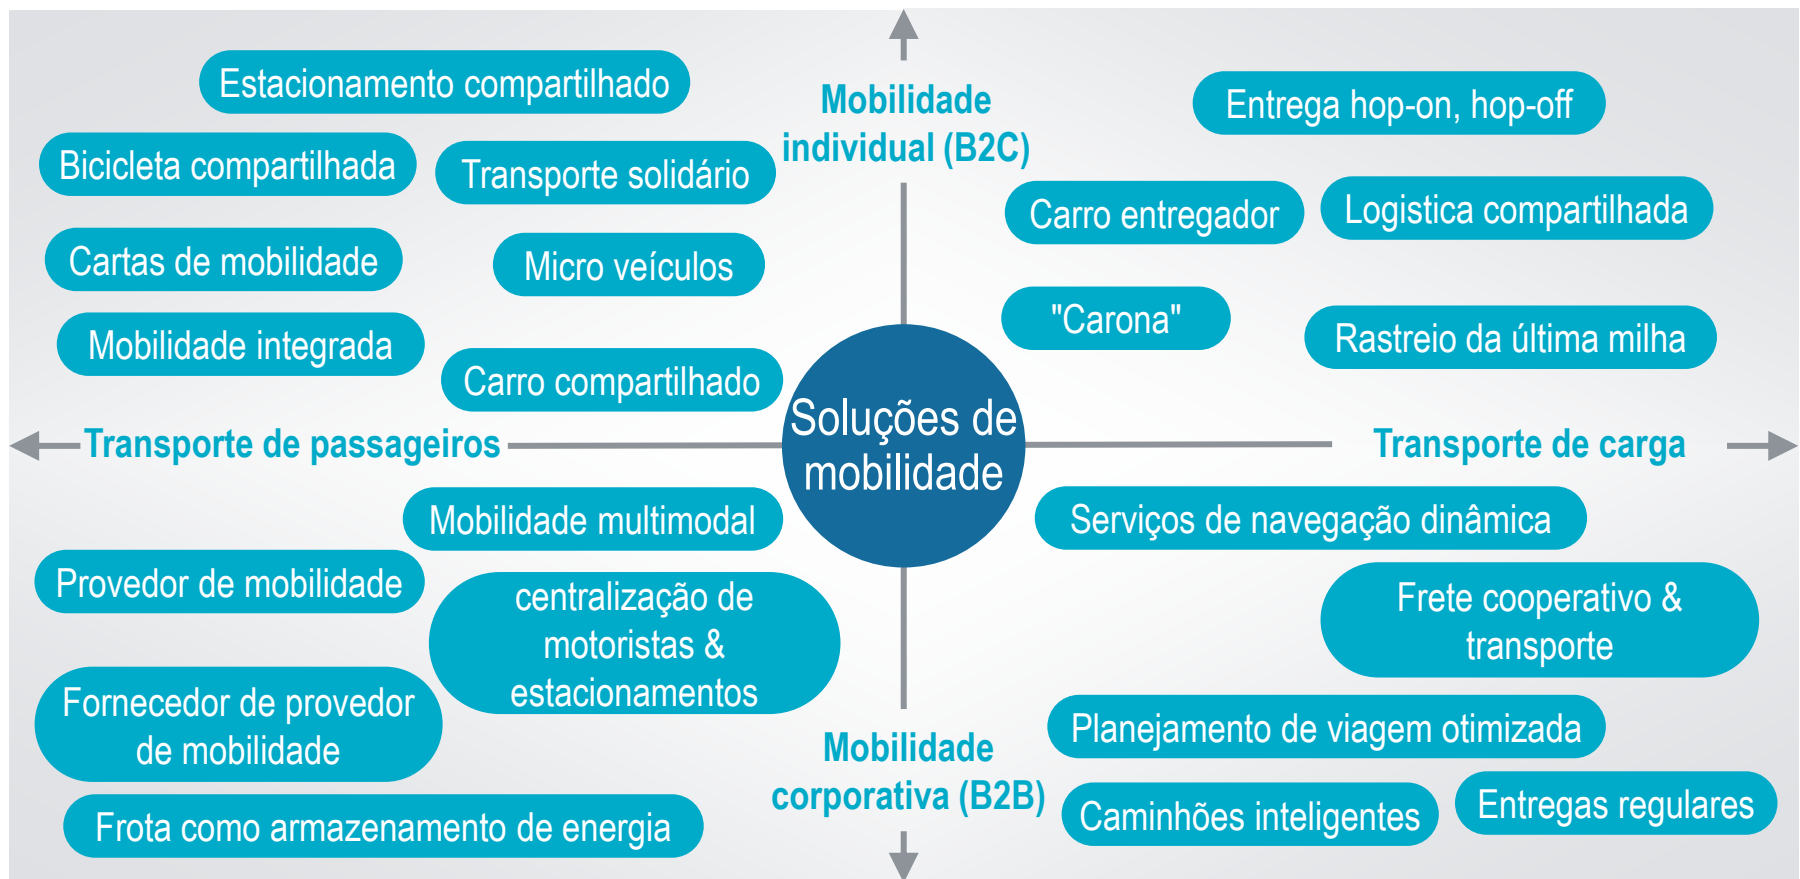 Estacionamento compartilhado
Bicicleta compartilhada
Transporte solidário
Cartas de mobilidade
Micro veículos
Mobilidade integrada
Carro compartilhado
Mobilidade
individual (B2C)
Entrega hop-on, hop-off
Carro entregador
Logistica compartilhada
"Carona"
Rastreio da última milha
Transporte de passageiros
Soluções de
mobilidade
Transporte de carga
Mobilidade multimodal
Provedor de mobilidade
centralização de
motoristas &
estacionamentos
Fornecedor de provedor
de mobilidade
Frota como armazenamento de energia
Mobilidade
corporativa (B2B)
Serviços de navegação dinâmica
Frete cooperativo &
transporte
Planejamento de viagem otimizada
Caminhões inteligentes
Entregas regulares